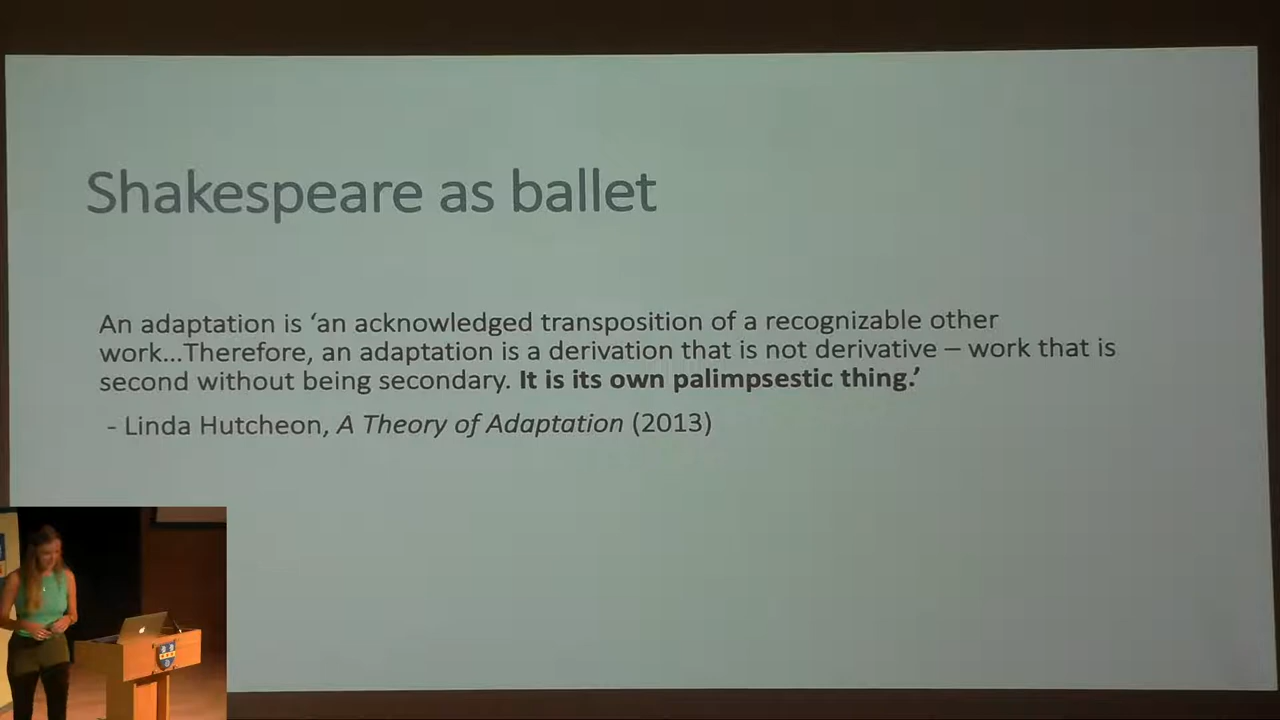 Shakespeare as ballet
An adaptation is ‘an acknowledged transposition of a recognizable other
work...Therefore, an adaptation is a derivation that is not derivative – work that is
second without being secondary. It is its own palimpsestic thing.’
- Linda Hutcheon, A Theory of Adaptation (2013)